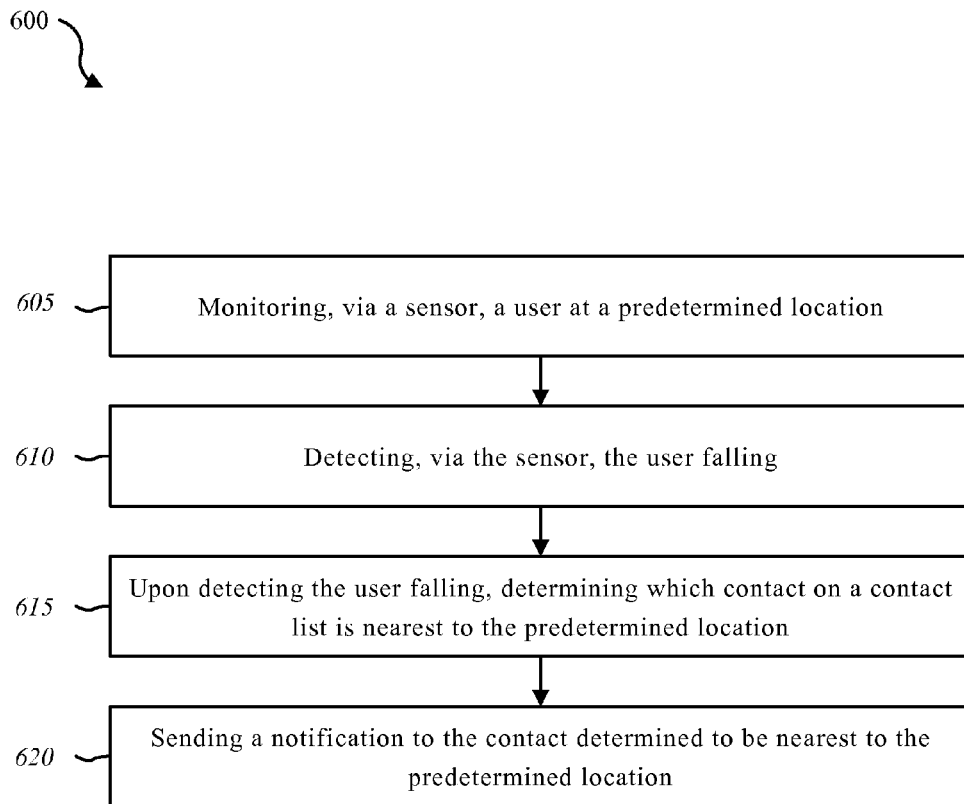 600
605
Monitoring, via a sensor, a user at a predetermined location
610
Detecting, via the sensor, the user falling
615
Upon detecting the user falling, determining which contact on a contact
list is nearest to the predetermined location
620
Sending a notification to the contact determined to be nearest to the
predetermined location